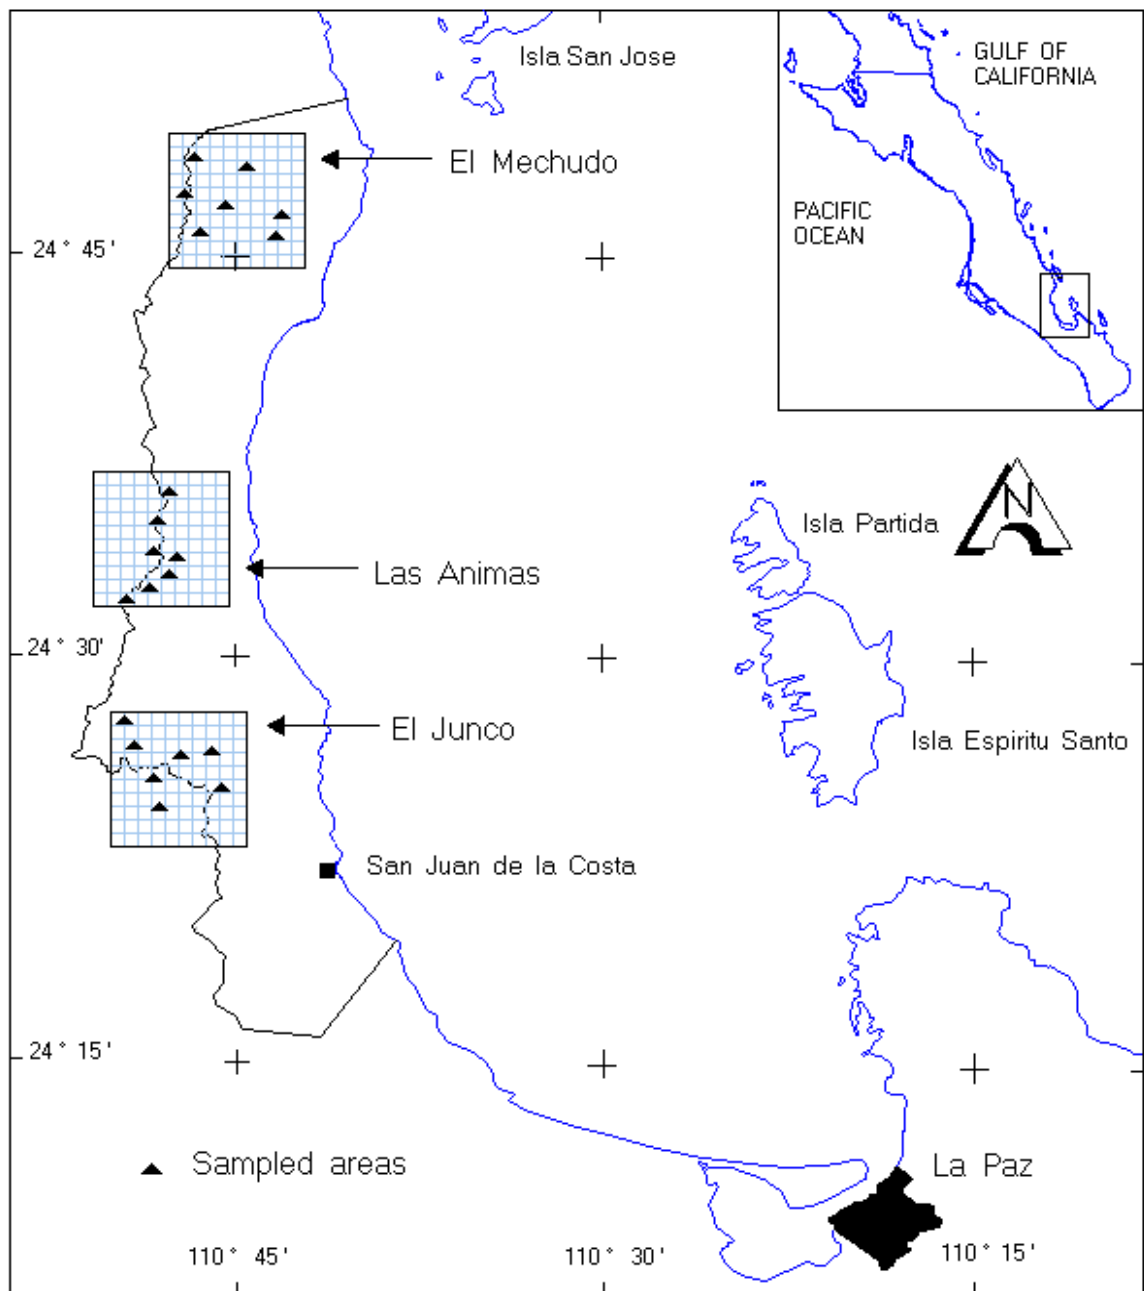 Isla San Jose
GULF OF
CALIFORNIA
El Mechudo
PACIFIC
OCEAN
24° 45'
N
Isla Partida
Las Animas
24° 30'
El Junco
Isla Espiritu Santo
San Juan de la Costa
24° 15'
Sampled areas
La Paz
110° 45'
110° 30'
110° 15'